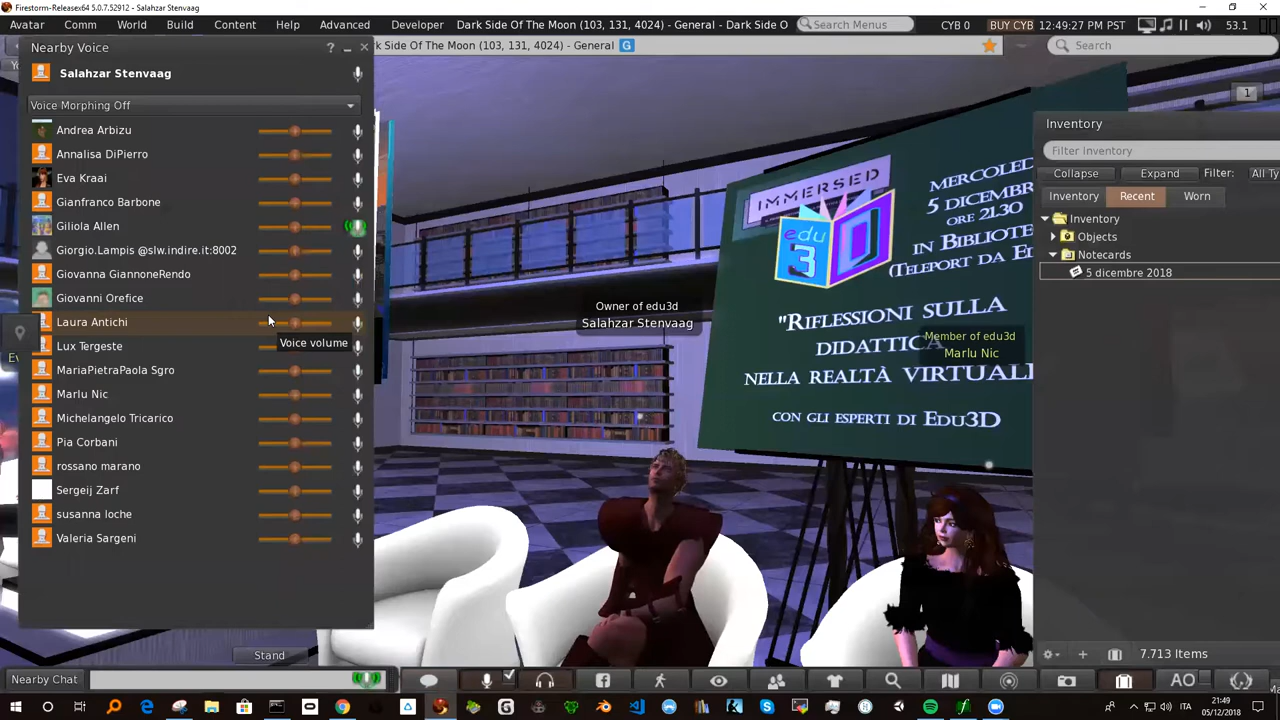 Firestorm-Releasex64 5.0.7.52912 - Salahzar Stenvaag
Avatar Comm World Build Content Help Advanced Developer Dark Side Of The Moon (103, 131, 4024) - General - Dark Side O Search Menus CYB 0 BUY CYB 12:49:27 PM PST 53.1
rk Side Of The Moon (103, 131, 4024) - General G Search
Nearby Voice ?
Salahzar Stenvaag
Voice Morphing Off
Andrea Arbizu
Annalisa DiPierro
Eva Kraai
Gianfranco Barbone
Giliola Allen
Giorgio.Lampis @slw.indire.it:8002
Giovanna GiannoneRendo
Giovanni Orefice
Laura Antichi
Voice volume
Lux Tergeste
MariaPietraPaola Sgro
Marlu Nic
Michelangelo Tricarico
Pia Corbani
rossano marano
Sergeij Zarf
susanna loche
Valeria Sargeni
Stand
Nearby Chat
Owner of edu3d
Salahzar Stenvaag
IMMERSED
edu
3D
MERCOLED
5 DICEMBR
ORE 21.30
IN BIBLIOTE
(TELEPORT DA ED
"RIFLESSIONI SULLA
DIDATTICA
NELLA REALTÀ VIRTUALE
CON GLI ESPERTI DI EDU3D
Member of edu3d
Marlu Nic
1
Inventory
Filter Inventory
Collapse Expand Filter: All Ty
Inventory Recent Worn
Inventory
Objects
Notecards
5 dicembre 2018
7.713 Items
AO
ITA
21:49
05/12/2018